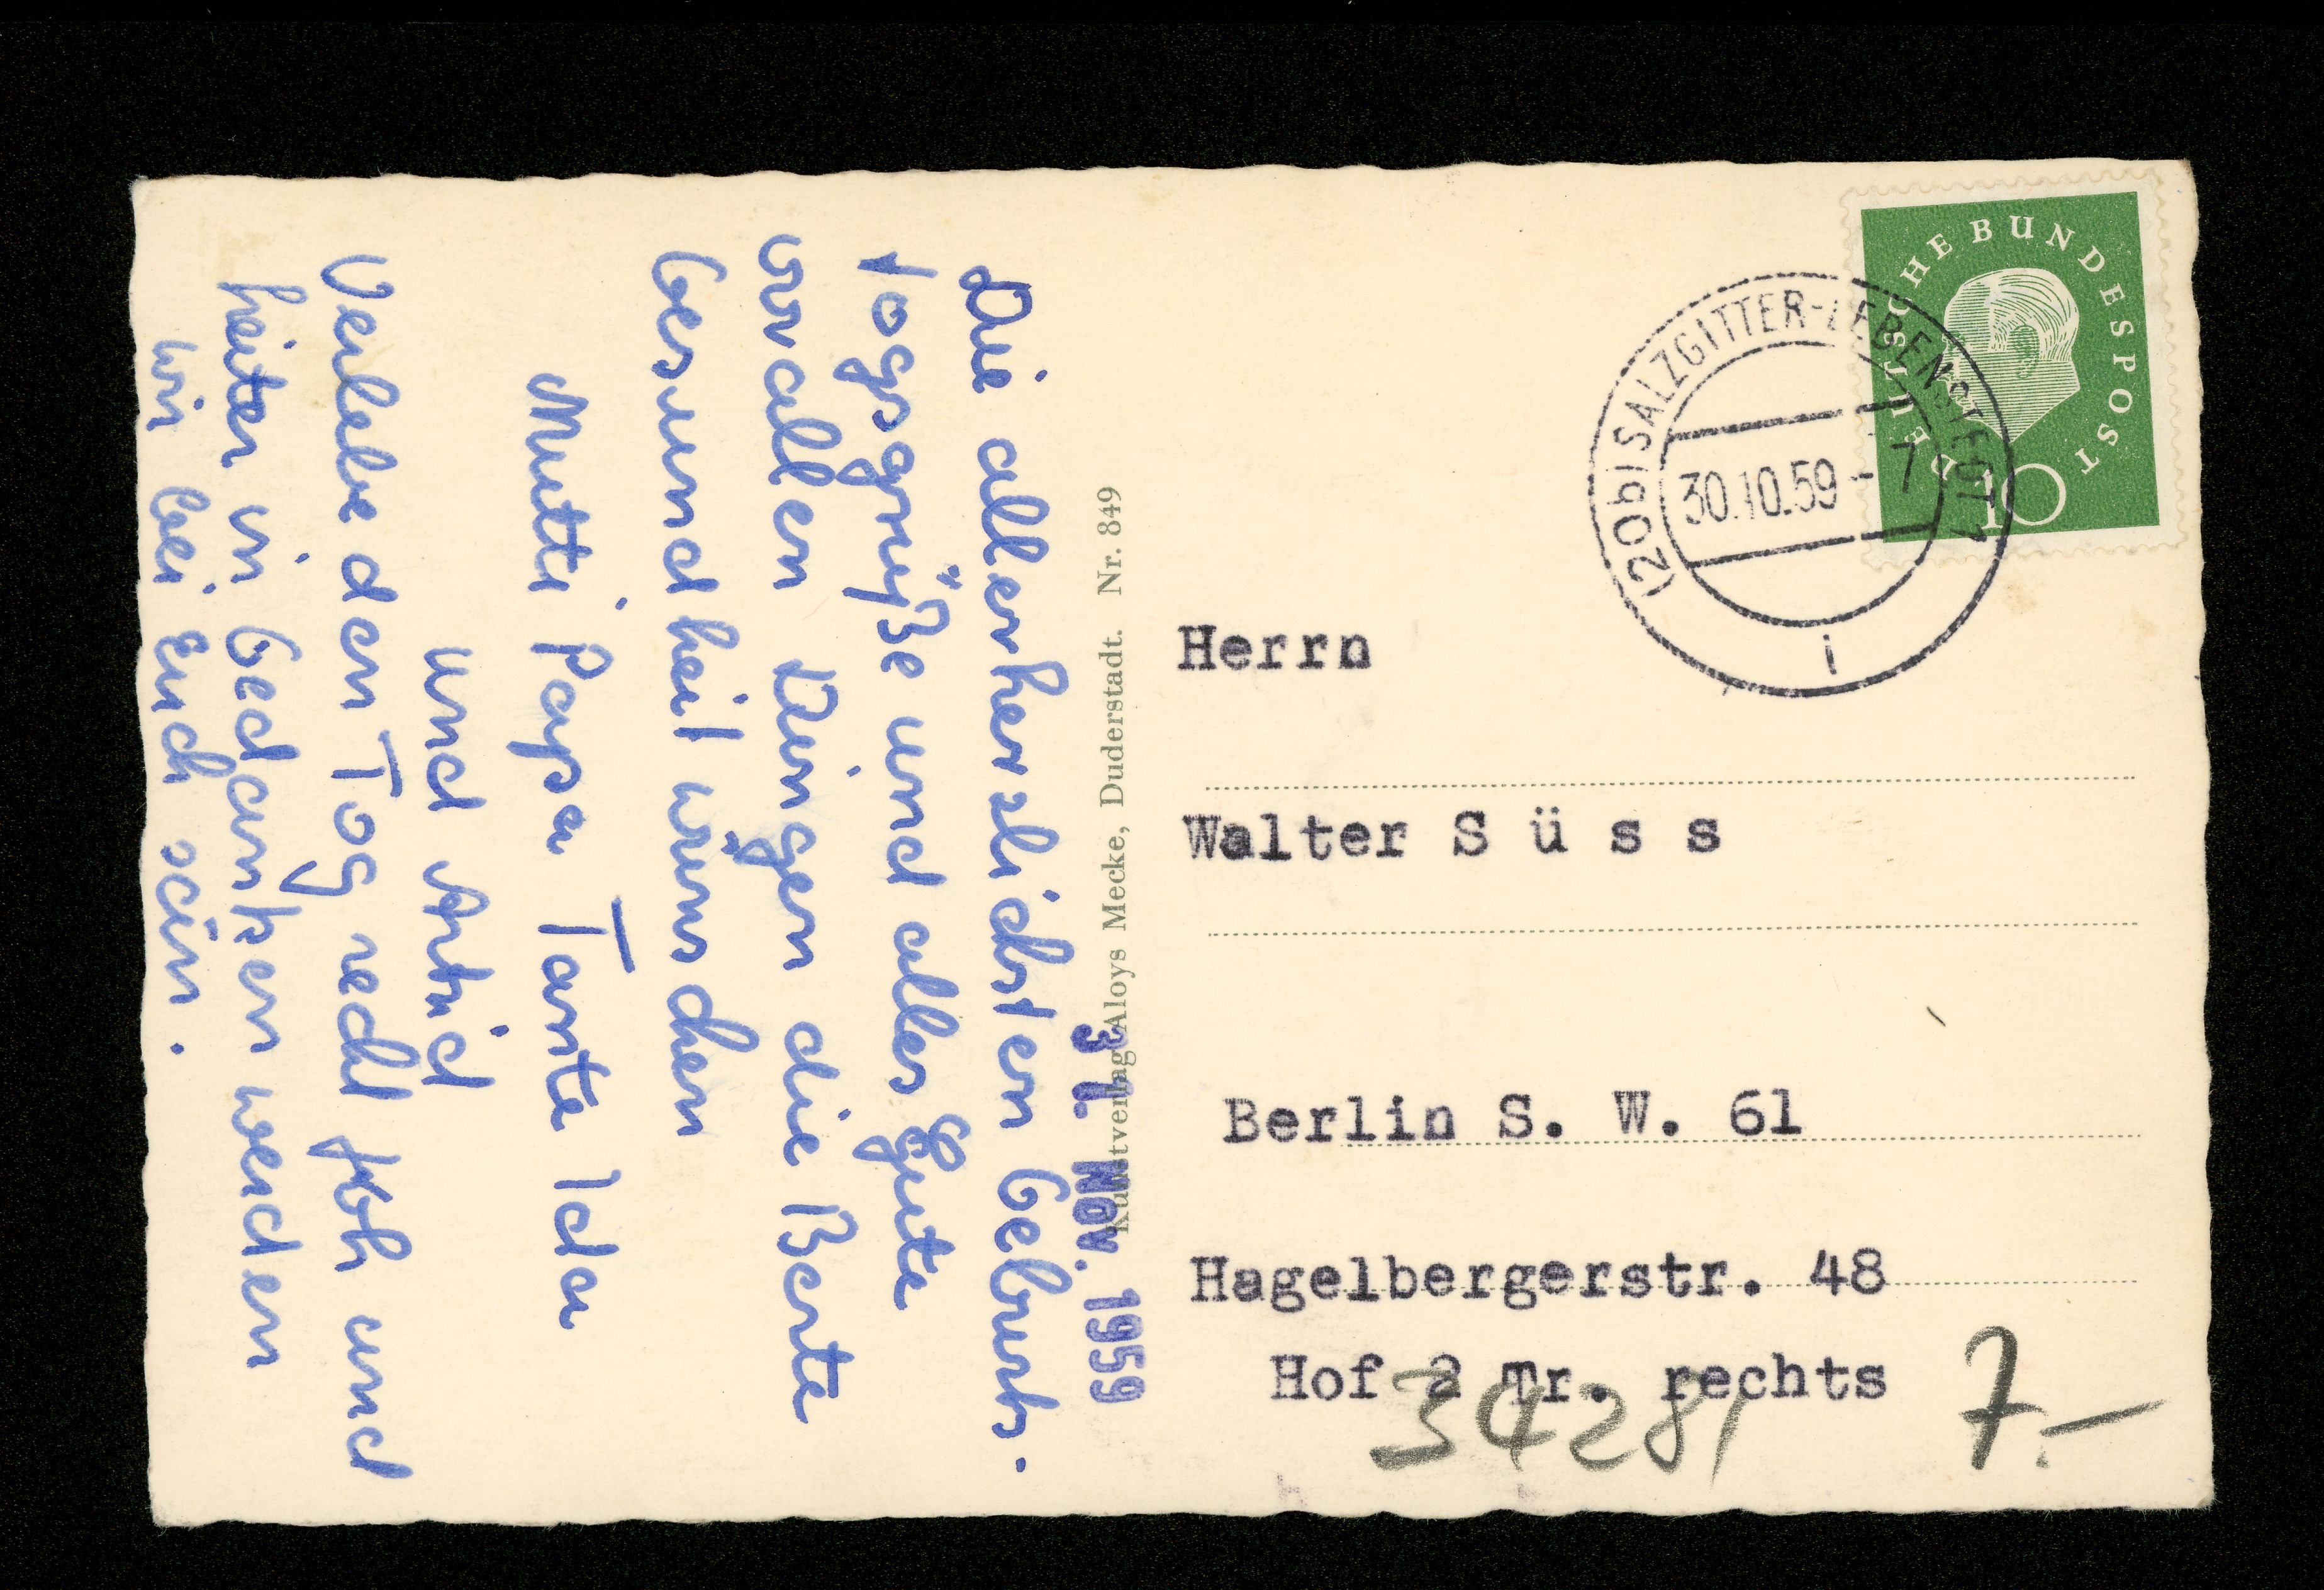 Die allerherzlichsten Geburts-
tagsgrüße und alles Gute
vor allen Dingen die Beste
Gesundheit wünschen
Mutti Papa Tante Ida
und Astrid
Verlebe den Tag recht froh und
heiter in Gedanken werden
wir bei Euch sein.
Kunstverlag Aloys Mecke, Duderstadt. Nr. 849
Nov. 1959
DEUTSCHE BUNDESPOST
10
(20b) SALZGITTER-LEBENSTEDT 1
30.10.59 - 7
i
Herrn
Walter S ü s s
Berlin S. W. 61
Hagelbergerstr. 48
Hof 2 Tr. rechts
7.-